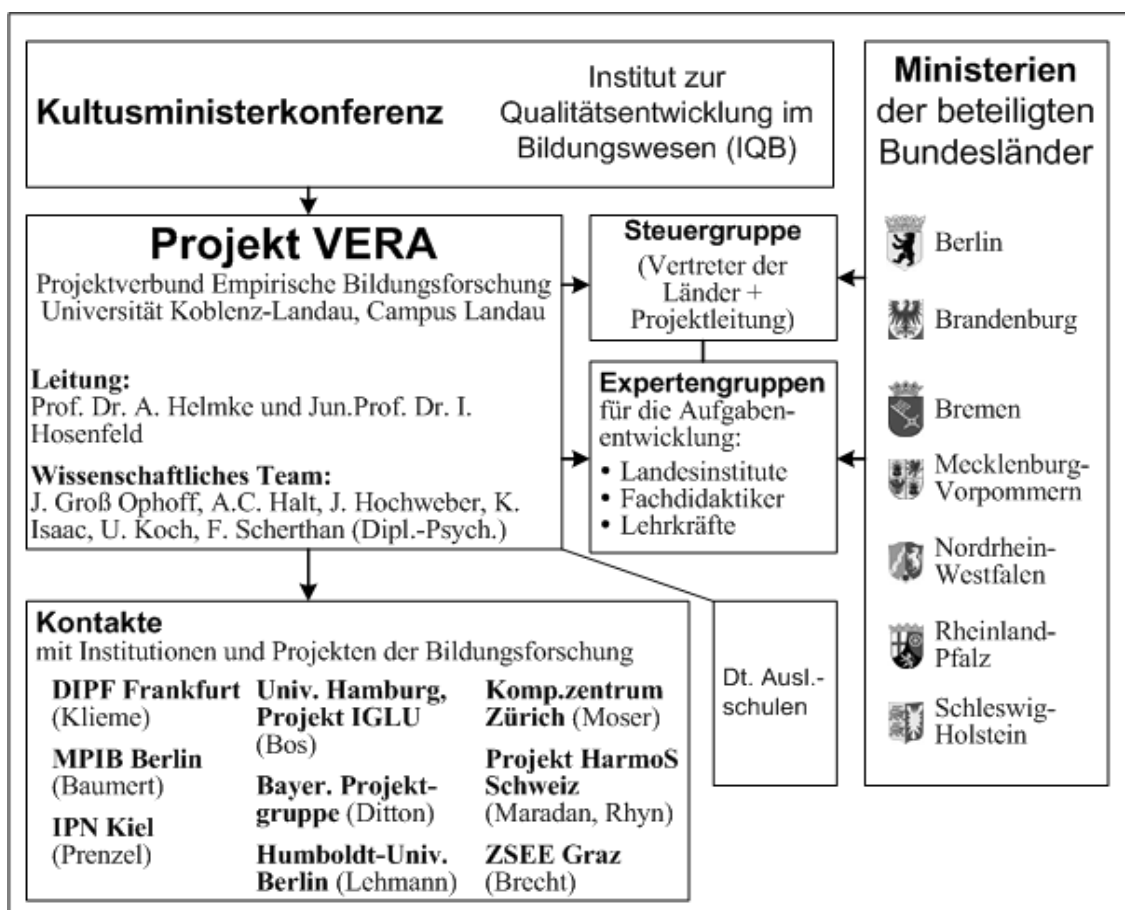 Kultusministerkonferenz
Institut zur
Qualitätsentwicklung im
Bildungswesen (IQB)
Ministerien
der beteiligten
Bundesländer
Berlin
Brandenburg
Bremen
Mecklenburg-
Vorpommern
Nordrhein-
Westfalen
Rheinland-
Pfalz
Schleswig-
Holstein
Projekt VERA
Projektverbund Empirische Bildungsforschung
Universität Koblenz-Landau, Campus Landau
Leitung:
Prof. Dr. A. Helmke und Jun.Prof. Dr. I.
Hosenfeld
Wissenschaftliches Team:
J. Groß Ophoff, A.C. Halt, J. Hochweber, K.
Isaac, U. Koch, F. Scherthan (Dipl.-Psych.)
Steuergruppe
(Vertreter der
Länder +
Projektleitung)
Expertengruppen
für die Aufgaben-
entwicklung:
• Landesinstitute
• Fachdidaktiker
• Lehrkräfte
Kontakte
mit Institutionen und Projekten der Bildungsforschung
DIPF Frankfurt
(Klieme)
MPIB Berlin
(Baumert)
IPN Kiel
(Prenzel)
Univ. Hamburg,
Projekt IGLU
(Bos)
Bayer. Projekt-
gruppe (Ditton)
Humboldt-Univ.
Berlin (Lehmann)
Komp.zentrum
Zürich (Moser)
Projekt HarmoS
Schweiz
(Maradan, Rhyn)
ZSEE Graz
(Brecht)
Dt. Ausl.-
schulen